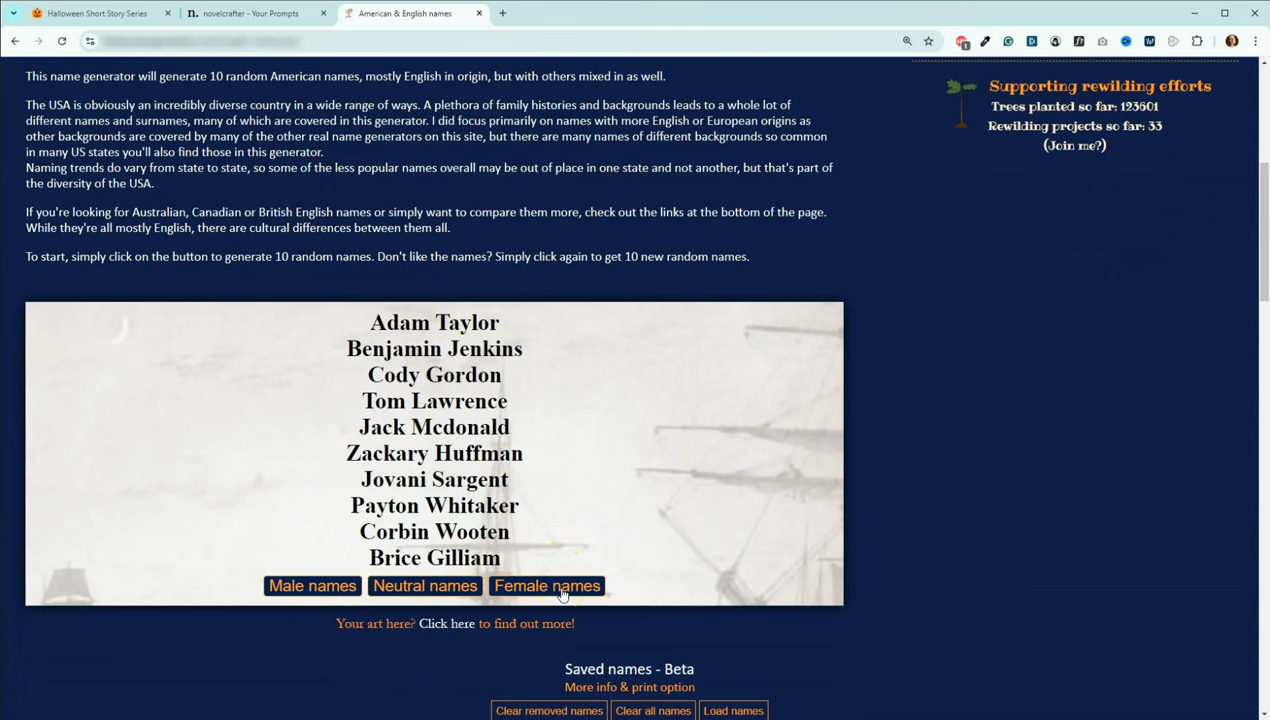 Halloween Short Story Series
novelcrafter - Your Prompts
American & English names
This name generator will generate 10 random American names, mostly English in origin, but with others mixed in as well.
The USA is obviously an incredibly diverse country in a wide range of ways. A plethora of family histories and backgrounds leads to a whole lot of
different names and surnames, many of which are covered in this generator. I did focus primarily on names with more English or European origins as
other backgrounds are covered by many of the other real name generators on this site, but there are many names of different backgrounds so common
in many US states you'll also find those in this generator.
Naming trends do vary from state to state, so some of the less popular names overall may be out of place in one state and not another, but that's part of
the diversity of the USA.
If you're looking for Australian, Canadian or British English names or simply want to compare them more, check out the links at the bottom of the page.
While they're all mostly English, there are cultural differences between them all.
To start, simply click on the button to generate 10 random names. Don't like the names? Simply click again to get 10 new random names.
Supporting rewilding efforts
Trees planted so far: 123601
Rewilding projects so far: 33
(Join me?)
Adam Taylor
Benjamin Jenkins
Cody Gordon
Tom Lawrence
Jack Mcdonald
Zackary Huffman
Jovani Sargent
Payton Whitaker
Corbin Wooten
Brice Gilliam
Male names Neutral names Female names
Your art here? Click here to find out more!
Saved names - Beta
More info & print option
Clear removed names Clear all names Load names